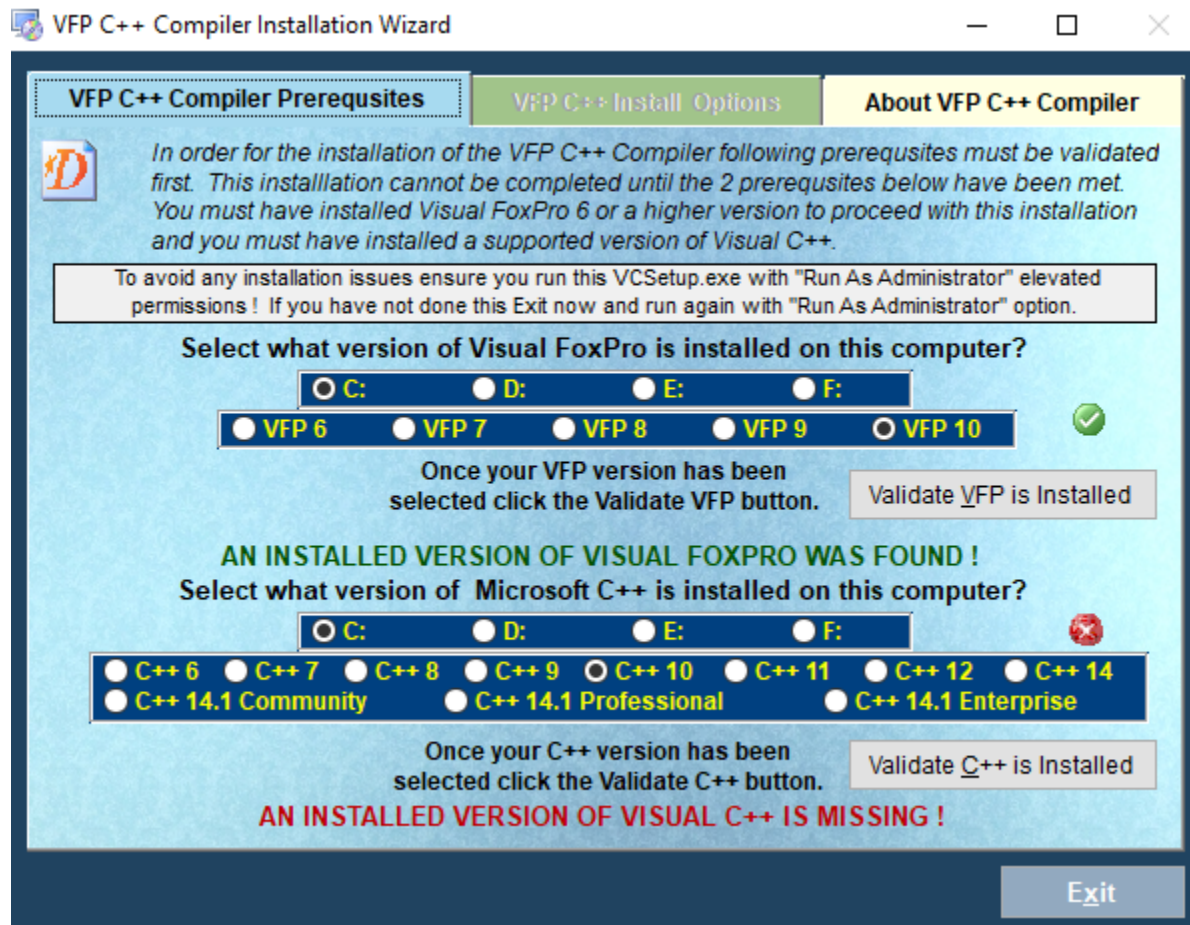 VFP C++ Compiler Installation Wizard
VFP C++ Compiler Prerequsites
VFP C++ Install Options
About VFP C++ Compiler
In order for the installation of the VFP C++ Compiler following prerequsites must be validated
first. This installlation cannot be completed until the 2 prerequsites below have been met.
You must have installed Visual FoxPro 6 or a higher version to proceed with this installation
and you must have installed a supported version of Visual C++.
To avoid any installation issues ensure you run this VCSetup.exe with "Run As Administrator" elevated
permissions ! If you have not done this Exit now and run again with "Run As Administrator" option.
Select what version of Visual FoxPro is installed on this computer?
C: D: E: F:
VFP 6 VFP 7 VFP 8 VFP 9 VFP 10
Once your VFP version has been
selected click the Validate VFP button.
Validate VFP is Installed
AN INSTALLED VERSION OF VISUAL FOXPRO WAS FOUND !
Select what version of Microsoft C++ is installed on this computer?
C: D: E: F:
C++ 6 C++ 7 C++ 8 C++ 9 C++ 10 C++ 11 C++ 12 C++ 14
C++ 14.1 Community C++ 14.1 Professional C++ 14.1 Enterprise
Once your C++ version has been
selected click the Validate C++ button.
Validate C++ is Installed
AN INSTALLED VERSION OF VISUAL C++ IS MISSING !
Exit